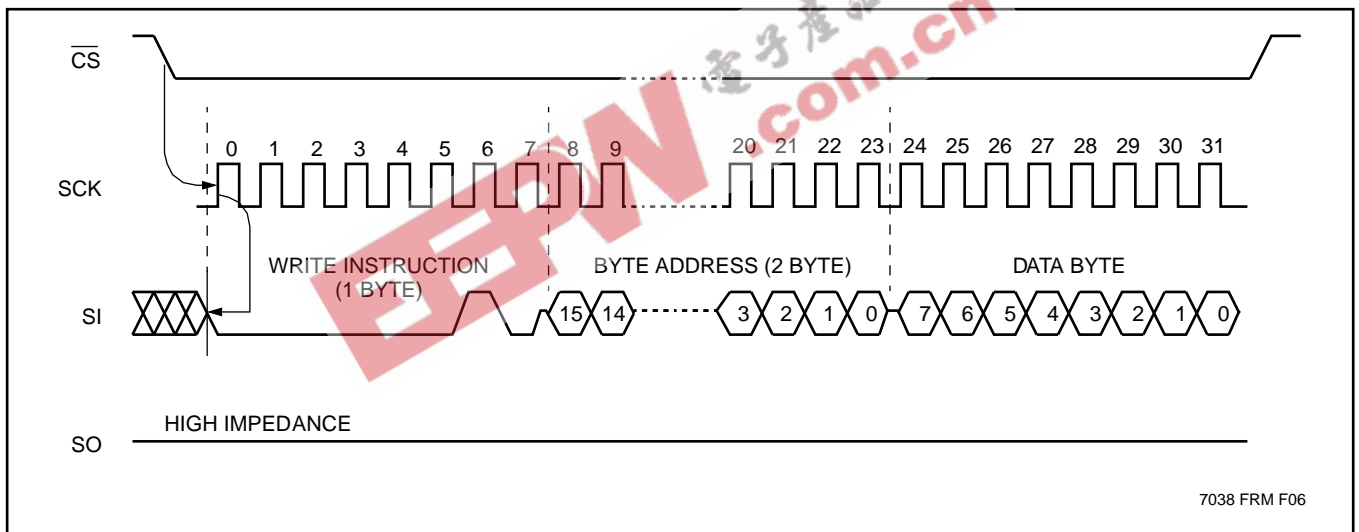 CS
0 1 2 3 4 5 6 7 8 9 20 21 22 23 24 25 26 27 28 29 30 31
SCK
WRITE INSTRUCTION
(1 BYTE)
BYTE ADDRESS (2 BYTE)
DATA BYTE
SI
15 14 3 2 1 0 7 6 5 4 3 2 1 0
HIGH IMPEDANCE
SO
7038 FRM F06
EEPW
.com.cn